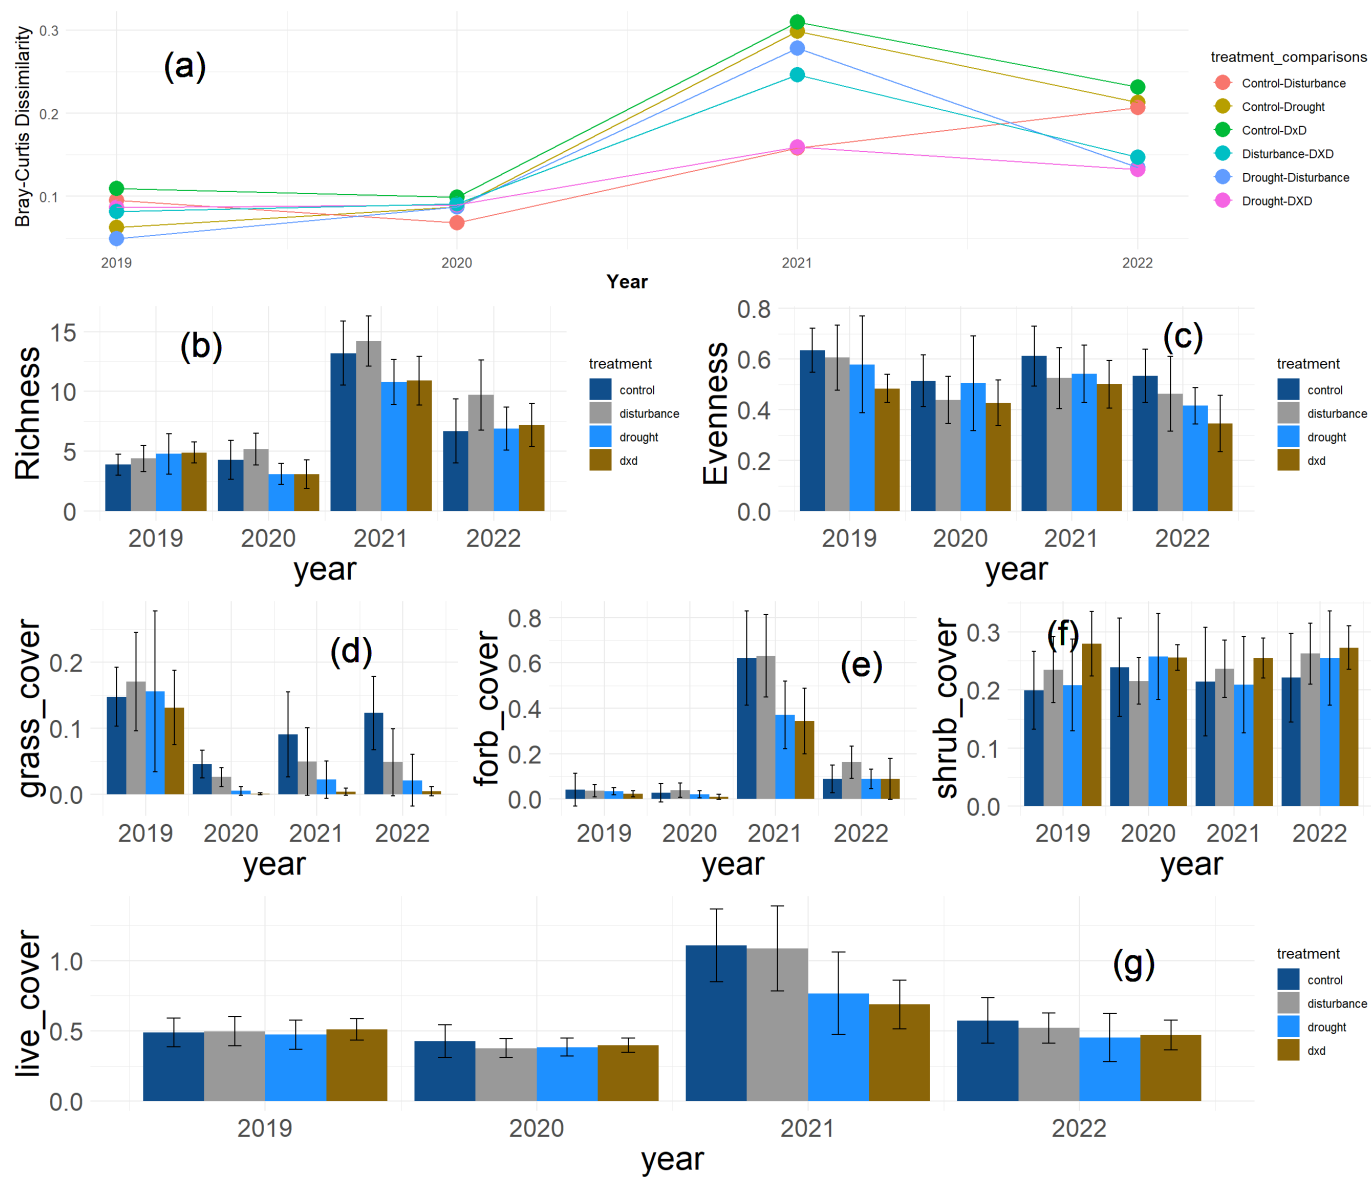 Bray-Curtis Dissimilarity
0.3
0.2
0.1
(a)
2019 2020 2021 2022
Year
treatment_comparisons
Control-Disturbance
Control-Drought
Control-DxD
Disturbance-DXD
Drought-Disturbance
Drought-DXD
Richness
15
10
5
0
(b)
2019 2020 2021 2022
year
treatment
control
disturbance
drought
dxd
Evenness
0.8
0.6
0.4
0.2
0.0
(c)
2019 2020 2021 2022
year
treatment
control
disturbance
drought
dxd
grass_cover
0.2
0.1
0.0
(d)
2019 2020 2021 2022
year
forb_cover
0.8
0.6
0.4
0.2
0.0
(e)
2019 2020 2021 2022
year
shrub_cover
0.3
0.2
0.1
0.0
(f)
2019 2020 2021 2022
year
live_cover
1.0
0.5
0.0
(g)
2019 2020 2021 2022
year
treatment
control
disturbance
drought
dxd